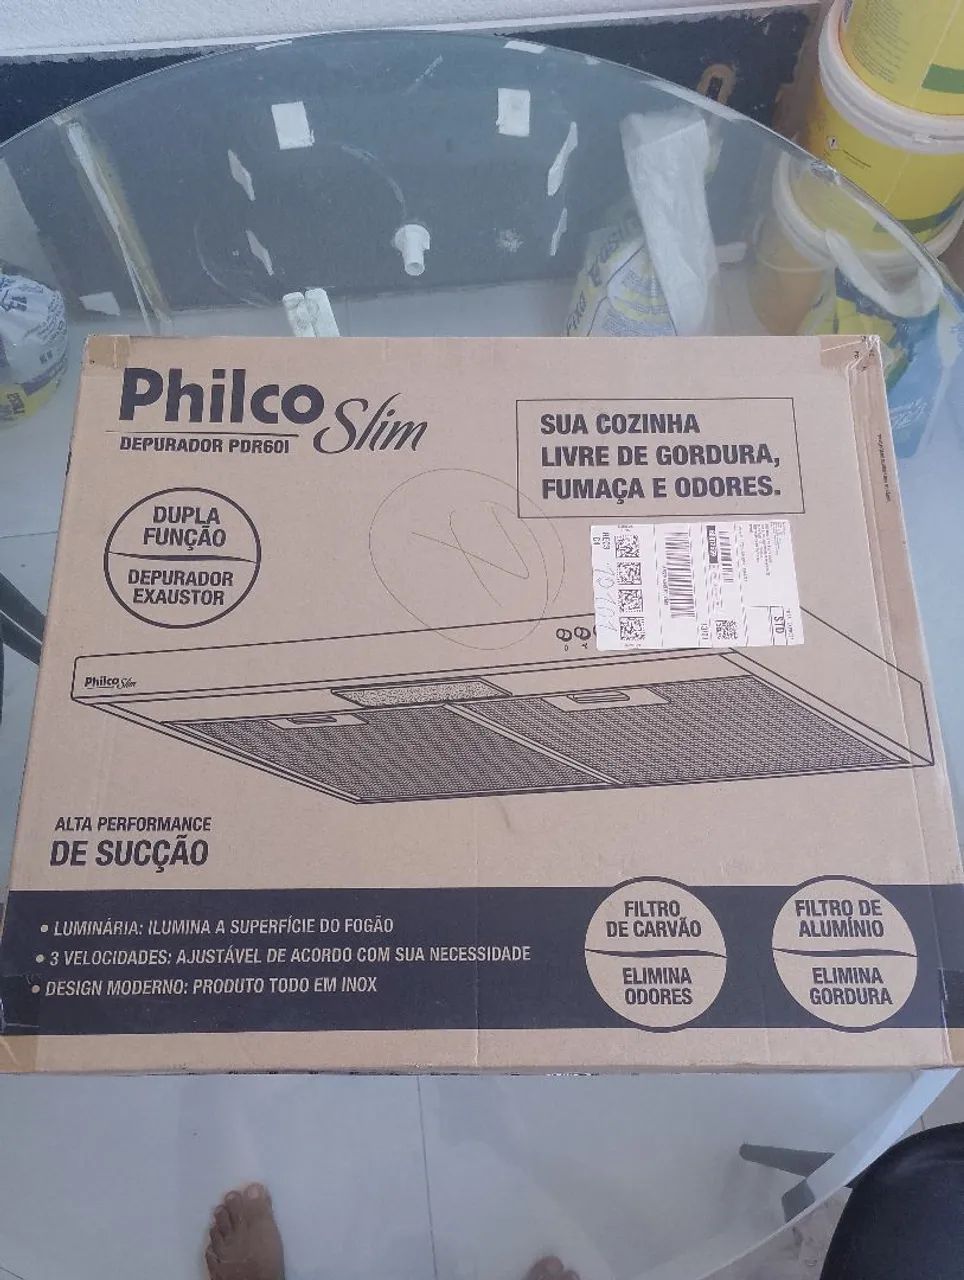 Philco Slim
DEPURADOR PDR60I
SUA COZINHA
LIVRE DE GORDURA,
FUMAÇA E ODORES.
DUPLA
FUNÇÃO
DEPURADOR
EXAUSTOR
STD
Philco Slim
ALTA PERFORMANCE
DE SUCÇÃO
• LUMINÁRIA: ILUMINA A SUPERFÍCIE DO FOGÃO
• 3 VELOCIDADES: AJUSTÁVEL DE ACORDO COM SUA NECESSIDADE
• DESIGN MODERNO: PRODUTO TODO EM INOX
FILTRO
DE CARVÃO
ELIMINA
ODORES
FILTRO DE
ALUMÍNIO
ELIMINA
GORDURA